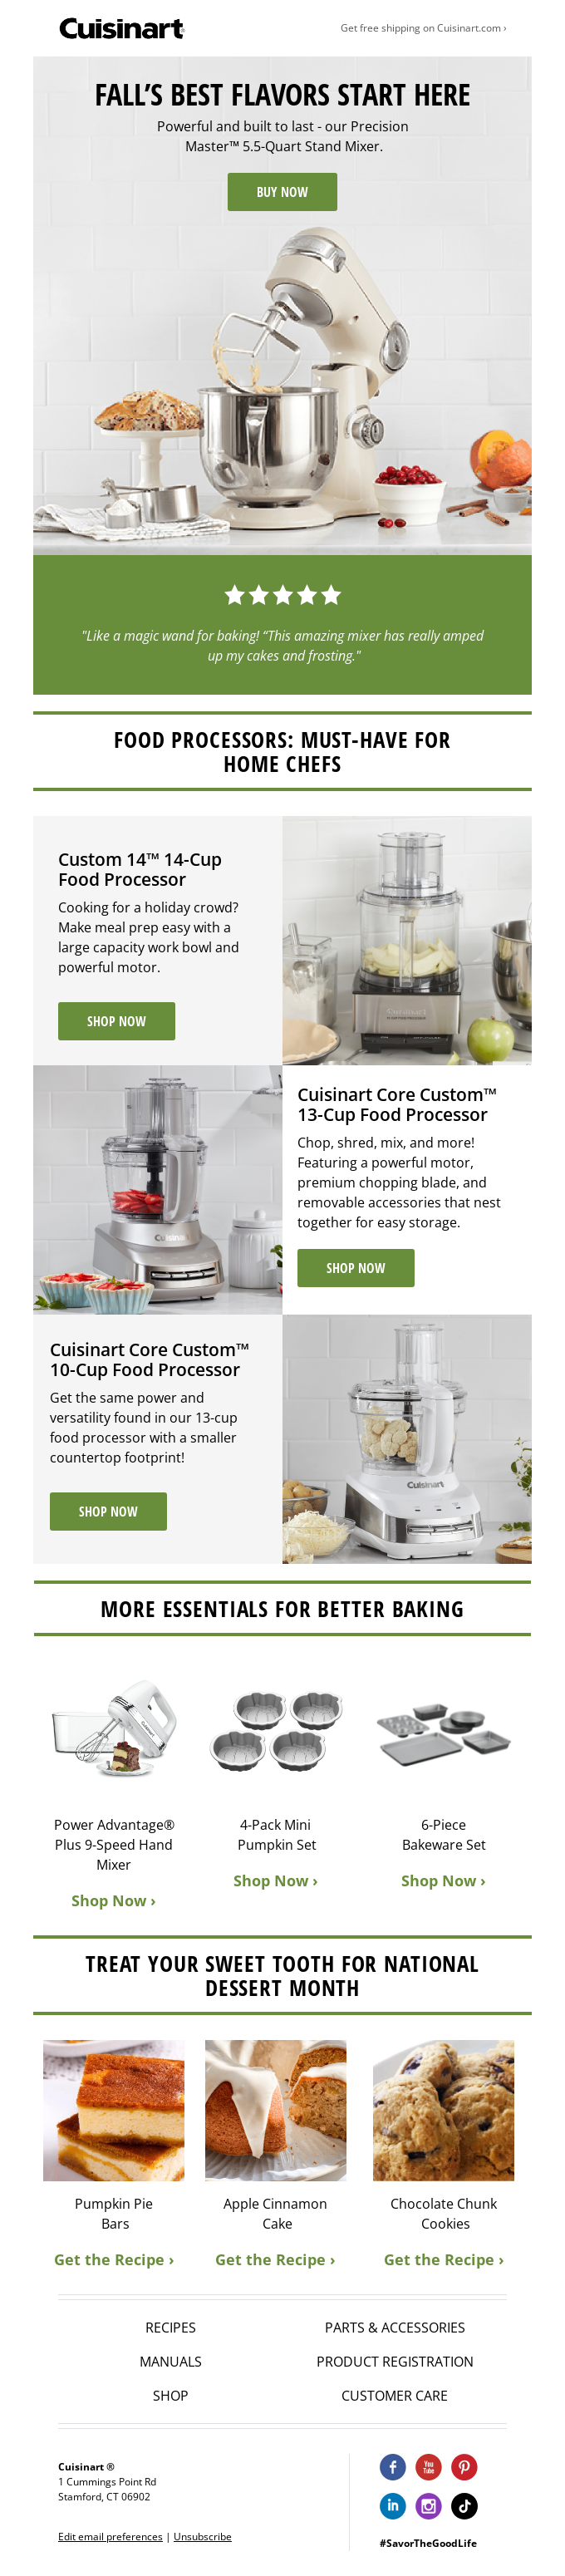 Cuisinart®
Get free shipping on Cuisinart.com ›
FALL’S BEST FLAVORS START HERE
Powerful and built to last - our Precision
Master™ 5.5-Quart Stand Mixer.
BUY NOW
"Like a magic wand for baking! “This amazing mixer has really amped
up my cakes and frosting."
FOOD PROCESSORS: MUST-HAVE FOR
HOME CHEFS
Custom 14™ 14-Cup
Food Processor
Cooking for a holiday crowd?
Make meal prep easy with a
large capacity work bowl and
powerful motor.
SHOP NOW
Cuisinart
Cuisinart Core Custom™
13-Cup Food Processor
Chop, shred, mix, and more!
Featuring a powerful motor,
premium chopping blade, and
removable accessories that nest
together for easy storage.
SHOP NOW
Cuisinart
Cuisinart Core Custom™
10-Cup Food Processor
Get the same power and
versatility found in our 13-cup
food processor with a smaller
countertop footprint!
SHOP NOW
Cuisinart
MORE ESSENTIALS FOR BETTER BAKING
Power Advantage®
Plus 9-Speed Hand
Mixer
Shop Now ›
4-Pack Mini
Pumpkin Set
Shop Now ›
6-Piece
Bakeware Set
Shop Now ›
TREAT YOUR SWEET TOOTH FOR NATIONAL
DESSERT MONTH
Pumpkin Pie
Bars
Get the Recipe ›
Apple Cinnamon
Cake
Get the Recipe ›
Chocolate Chunk
Cookies
Get the Recipe ›
RECIPES
PARTS & ACCESSORIES
MANUALS
PRODUCT REGISTRATION
SHOP
CUSTOMER CARE
Cuisinart ®
1 Cummings Point Rd
Stamford, CT 06902
Edit email preferences | Unsubscribe
You
Tube
in
#SavorTheGoodLife